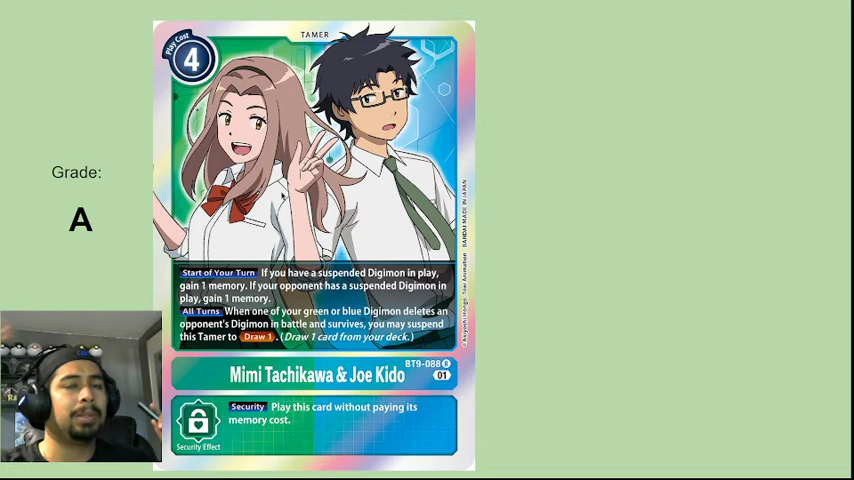 TAMER
Play Cost
4
Grade:
A
Start of Your Turn If you have a suspended Digimon in play,
gain 1 memory. If your opponent has a suspended Digimon in
play, gain 1 memory.
All Turns When one of your green or blue Digimon deletes an
opponent's Digimon in battle and survives, you may suspend
this Tamer to Draw 1. (Draw 1 card from your deck.)
BT9-088 R
Mimi Tachikawa & Joe Kido
01
Security Play this card without paying its
memory cost.
Security Effect
©Akiyoshi Hongo, Toei Animation BANDAI MADE IN JAPAN